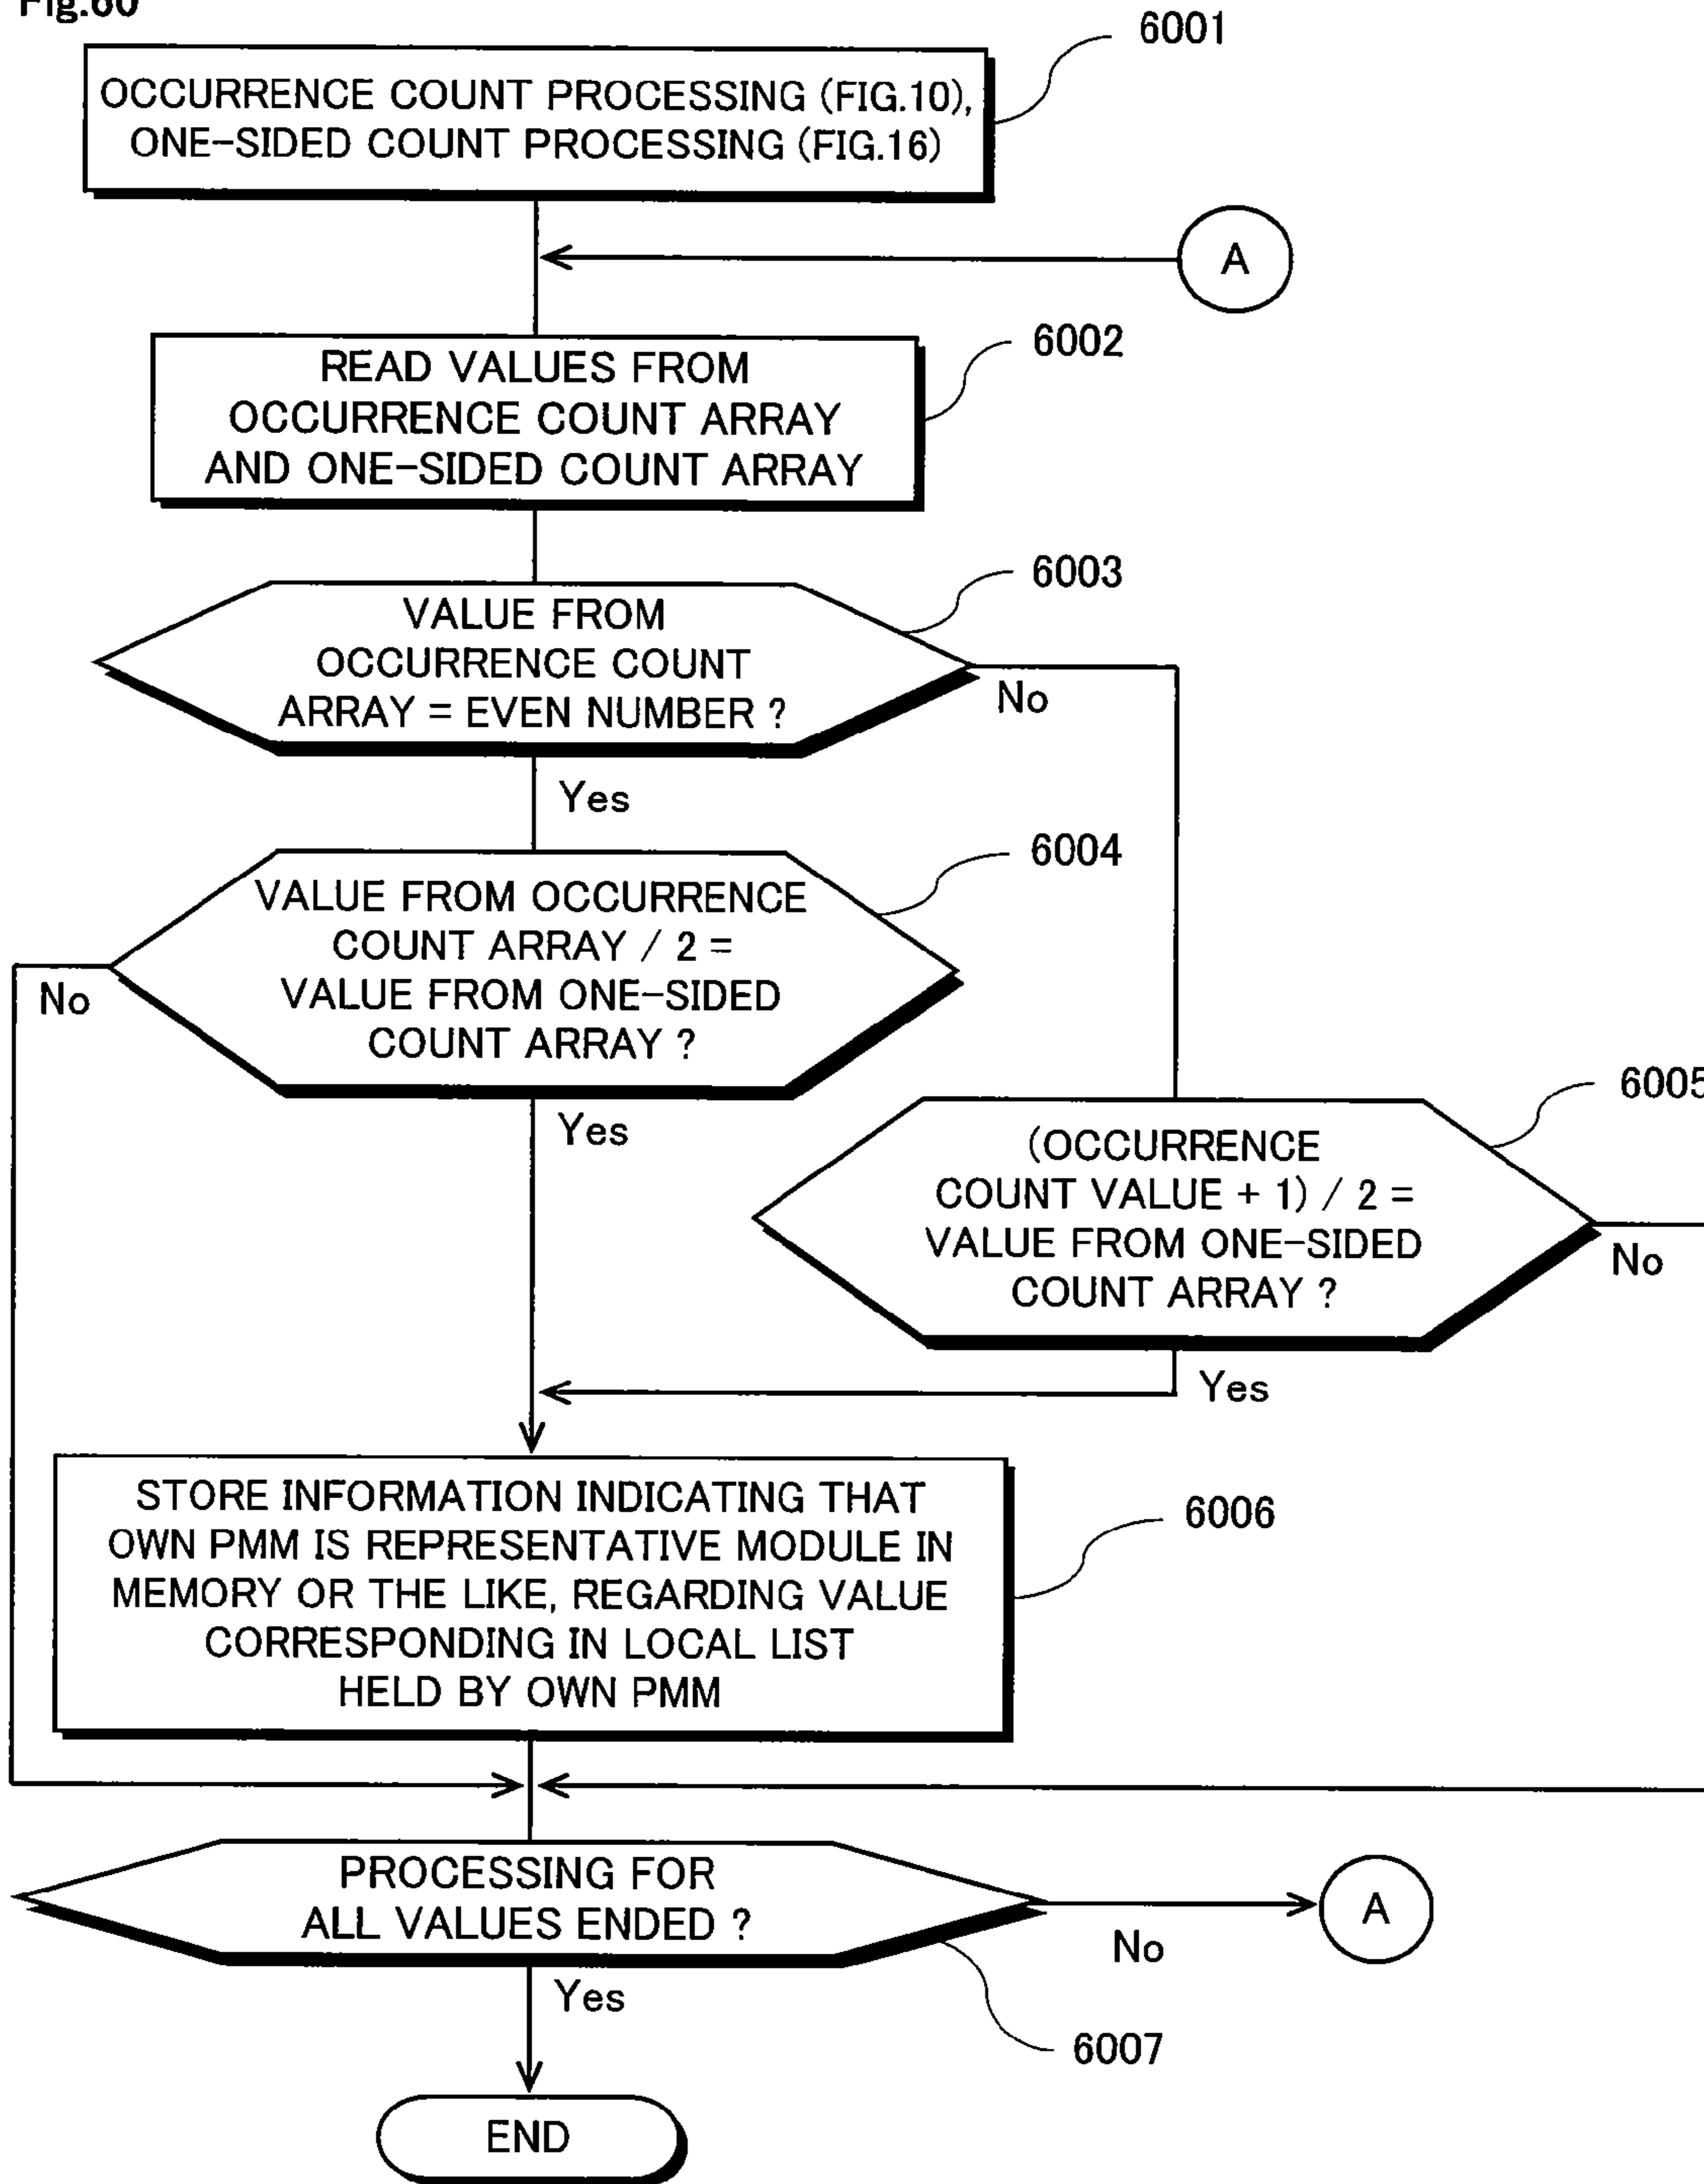 Fig.60
6001
OCCURRENCE COUNT PROCESSING (FIG.10),
ONE-SIDED COUNT PROCESSING (FIG.16)
A
6002
READ VALUES FROM
OCCURRENCE COUNT ARRAY
AND ONE-SIDED COUNT ARRAY
6003
VALUE FROM
OCCURRENCE COUNT
ARRAY = EVEN NUMBER ?
No
Yes
6004
VALUE FROM OCCURRENCE
COUNT ARRAY / 2 =
VALUE FROM ONE-SIDED
COUNT ARRAY ?
No
Yes
6005
(OCCURRENCE
COUNT VALUE + 1) / 2 =
VALUE FROM ONE-SIDED
COUNT ARRAY ?
No
Yes
6006
STORE INFORMATION INDICATING THAT
OWN PMM IS REPRESENTATIVE MODULE IN
MEMORY OR THE LIKE, REGARDING VALUE
CORRESPONDING IN LOCAL LIST
HELD BY OWN PMM
PROCESSING FOR
ALL VALUES ENDED ?
A
No
Yes
6007
END